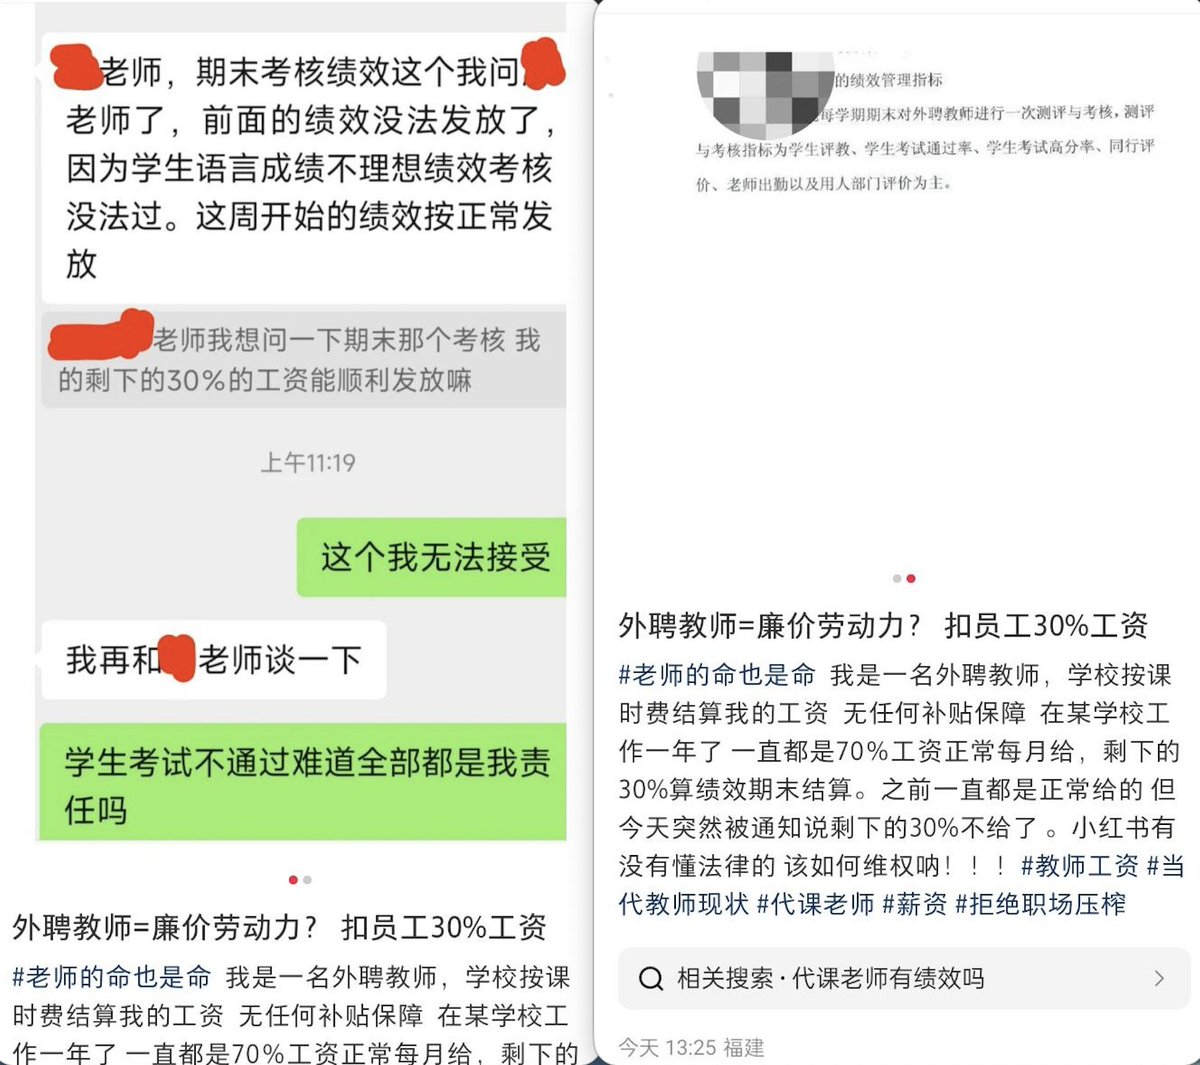 老师，期末考核绩效这个我问
老师了，前面的绩效没法发放了，
因为学生语言成绩不理想绩效考核
没法过。这周开始的绩效按正常发
放
老师我想问一下期末那个考核 我
的剩下的30%的工资能顺利发放嘛
上午11:19
这个我无法接受
我再和老师谈一下
学生考试不通过难道全部都是我责
任吗
外聘教师=廉价劳动力？ 扣员工30%工资
#老师的命也是命 我是一名外聘教师，学校按课
时费结算我的工资 无任何补贴保障 在某学校工
作一年了 一直都是70%工资正常每月给，剩下的
的绩效管理指标
每学期期末对外聘教师进行一次测评与考核，测评
与考核指标为学生评教、学生考试通过率、学生考试高分率、同行评
价、老师出勤以及用人部门评价为主。
外聘教师=廉价劳动力？ 扣员工30%工资
#老师的命也是命 我是一名外聘教师，学校按课
时费结算我的工资 无任何补贴保障 在某学校工
作一年了 一直都是70%工资正常每月给，剩下的
30%算绩效期末结算。之前一直都是正常给的 但
今天突然被通知说剩下的30%不给了 。小红书有
没有懂法律的 该如何维权呐！！！#教师工资 #当
代教师现状 #代课老师 #薪资 #拒绝职场压榨
相关搜索·代课老师有绩效吗
今天 13:25 福建